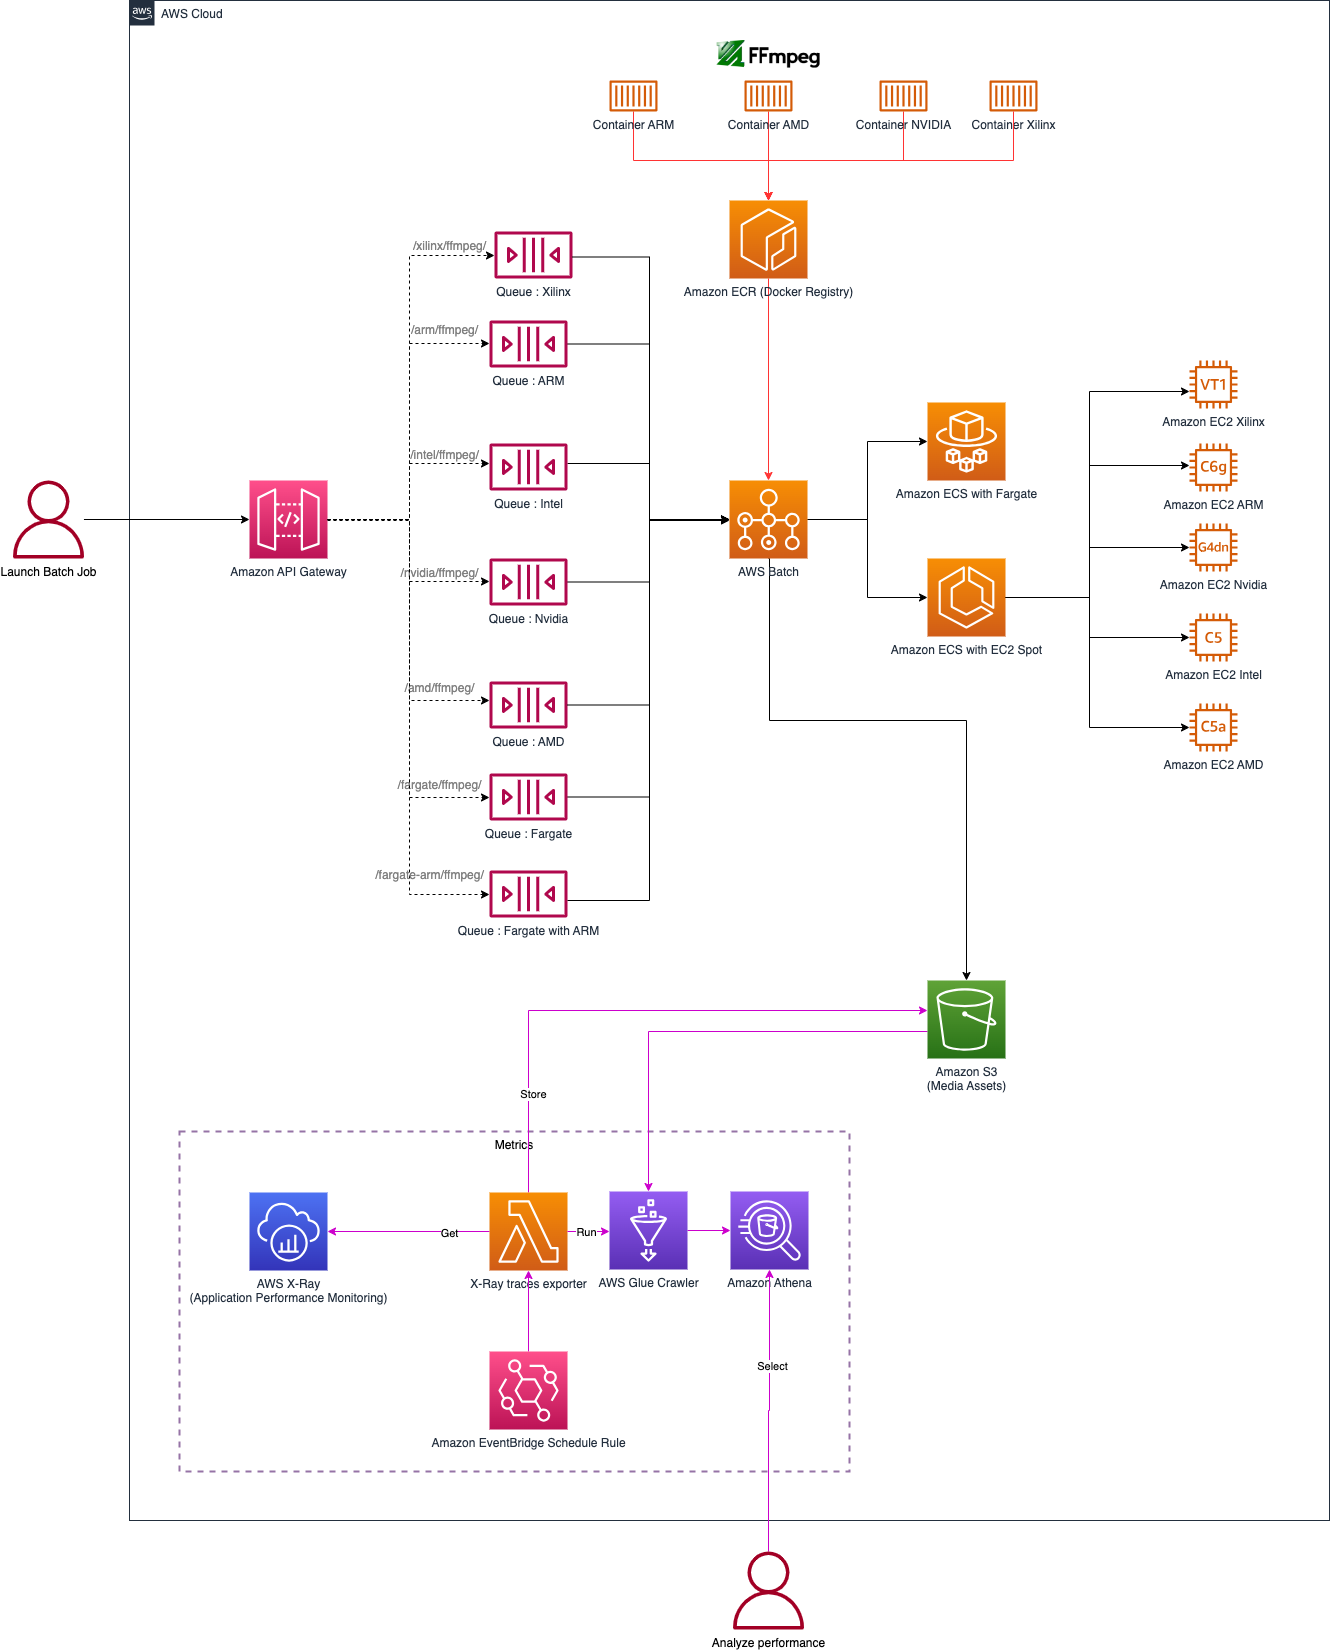 aws
AWS Cloud
FFmpeg
Container ARM
Container AMD
Container NVIDIA
Container Xilinx
Amazon ECR (Docker Registry)
/xilinx/ffmpeg/
Queue : Xilinx
/arm/ffmpeg/
Queue : ARM
/intel/ffmpeg/
Queue : Intel
/nvidia/ffmpeg/
Queue : Nvidia
/amd/ffmpeg/
Queue : AMD
/fargate/ffmpeg/
Queue : Fargate
/fargate-arm/ffmpeg/
Queue : Fargate with ARM
Launch Batch Job
</>
Amazon API Gateway
AWS Batch
Amazon ECS with Fargate
Amazon ECS with EC2 Spot
VT1
Amazon EC2 Xilinx
C6g
Amazon EC2 ARM
G4dn
Amazon EC2 Nvidia
C5
Amazon EC2 Intel
C5a
Amazon EC2 AMD
Amazon S3
(Media Assets)
Store
Metrics
Get
Run
AWS X-Ray
(Application Performance Monitoring)
X-Ray traces exporter
AWS Glue Crawler
Amazon Athena
Select
Amazon EventBridge Schedule Rule
Analyze performance